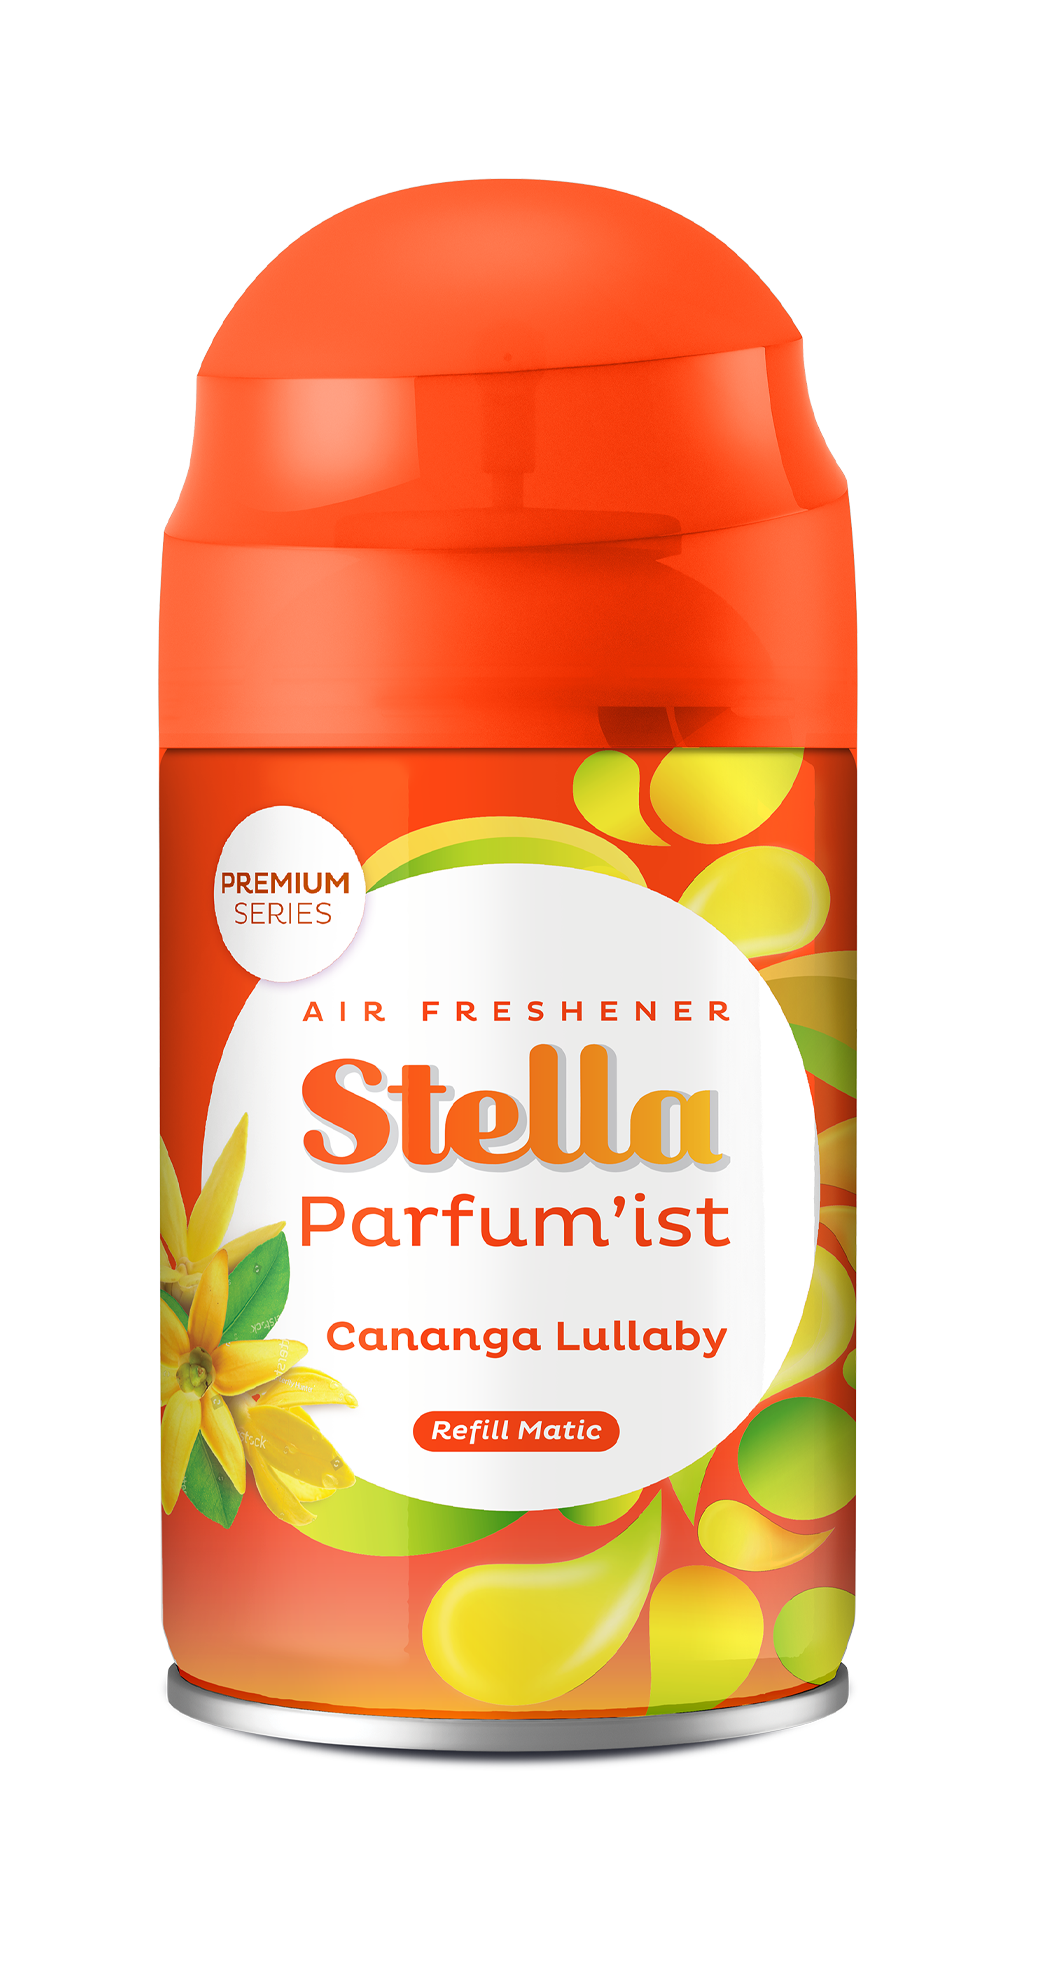 PREMIUM
SERIES
AIR FRESHENER
Stella
Parfum'ist
Cananga Lullaby
Refill Matic